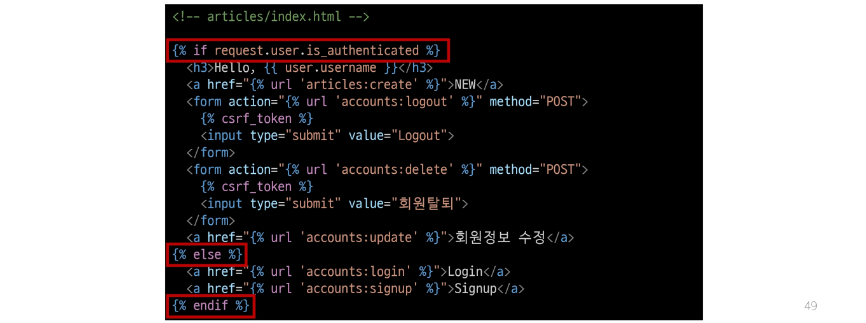 <!-- articles/index.html -->
{% if request.user.is_authenticated %}
<h3>Hello, {{ user.username }}</h3>
<a href="{% url 'articles:create' %}">NEW</a>
<form action="{% url 'accounts:logout' %}" method="POST">
{% csrf_token %}
<input type="submit" value="Logout">
</form>
<form action="{% url 'accounts:delete' %}" method="POST">
{% csrf_token %}
<input type="submit" value="회원탈퇴">
</form>
<a href="{% url 'accounts:update' %}">회원정보 수정</a>
{% else %}
<a href="{% url 'accounts:login' %}">Login</a>
<a href="{% url 'accounts:signup' %}">Signup</a>
{% endif %}
49